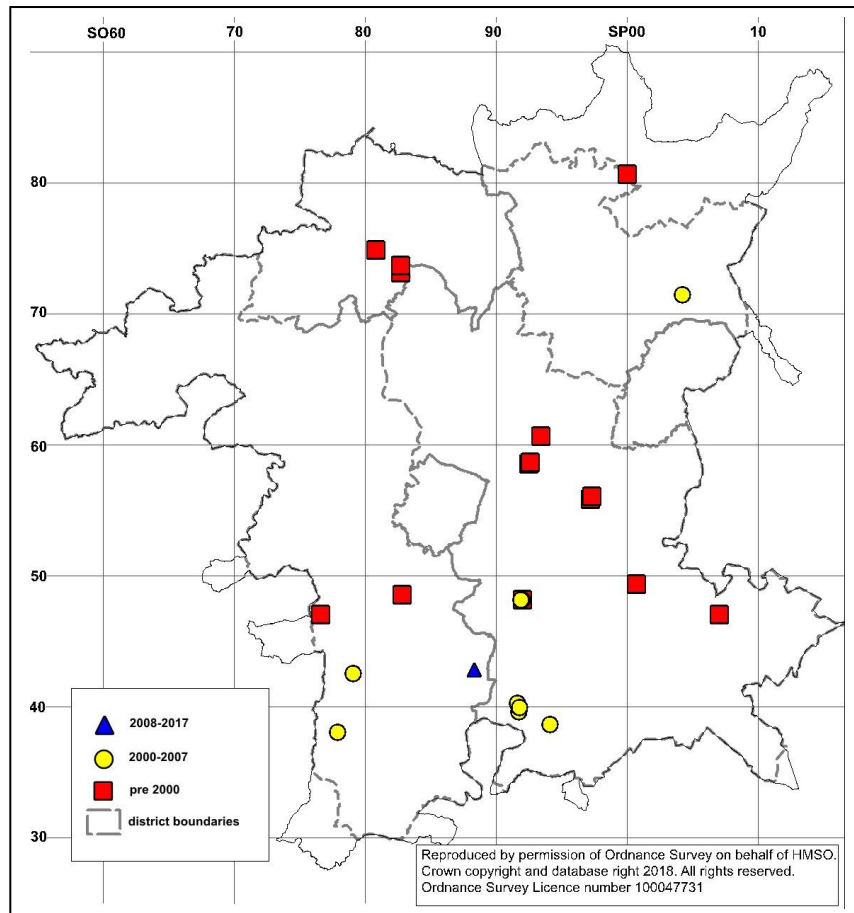 SO60 70 80 90 SP00 10
80
70
60
50
40
30
2008-2017
2000-2007
pre 2000
district boundaries
Reproduced by permission of Ordnance Survey on behalf of HMSO.
Crown copyright and database right 2018. All rights reserved.
Ordnance Survey Licence number 100047731